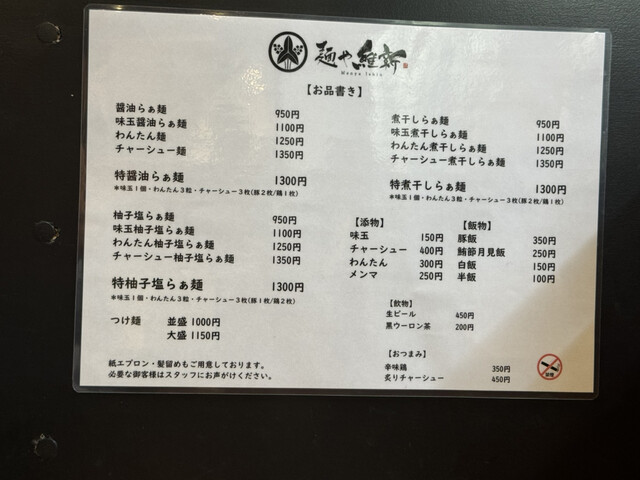 麺や維新
Menya Ishin
【お品書き】
醤油らぁ麺 950円
味玉醤油らぁ麺 1100円
わんたん麺 1250円
チャーシュー麺 1350円
特醤油らぁ麺 1300円
*味玉1個・わんたん3粒・チャーシュー3枚(豚2枚/鶏1枚)
柚子塩らぁ麺 950円
味玉柚子塩らぁ麺 1100円
わんたん柚子塩らぁ麺 1250円
チャーシュー柚子塩らぁ麺 1350円
特柚子塩らぁ麺 1300円
*味玉1個・わんたん3粒・チャーシュー3枚(豚1枚/鶏2枚)
つけ麺 並盛 1000円
大盛 1150円
紙エプロン・髪留めもご用意しております。
必要な御客様はスタッフにお声がけください。
煮干しらぁ麺 950円
味玉煮干しらぁ麺 1100円
わんたん煮干しらぁ麺 1250円
チャーシュー煮干しらぁ麺 1350円
特煮干しらぁ麺 1300円
*味玉1個・わんたん3粒・チャーシュー3枚(豚2枚/鶏1枚)
【添物】
味玉 150円
チャーシュー 400円
わんたん 300円
メンマ 250円
【飯物】
豚飯 350円
鮪節月見飯 250円
白飯 150円
半飯 100円
【飲物】
生ビール 450円
黒ウーロン茶 200円
【おつまみ】
辛味鶏 350円
炙りチャーシュー 450円